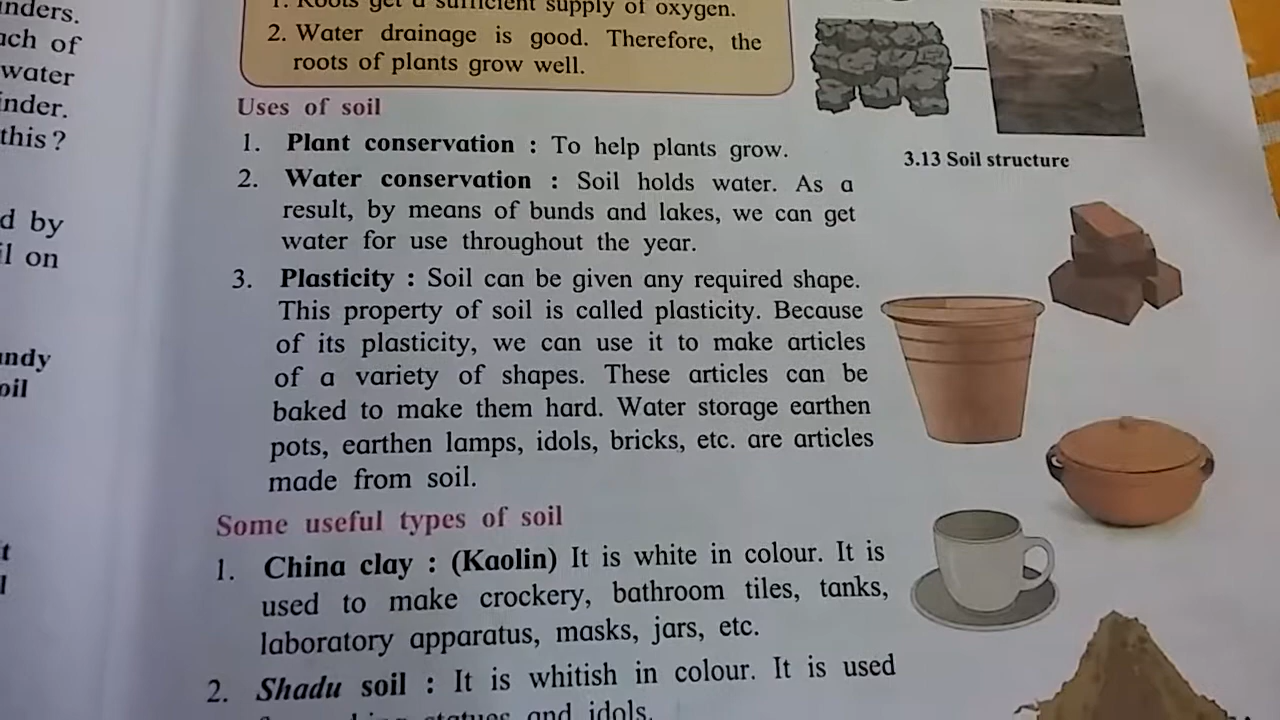 nders.
ach of
water
inder.
this ?
d by
il on
andy
oil
t
l
1. Roots get a sufficient supply of oxygen.
2. Water drainage is good. Therefore, the
roots of plants grow well.
Uses of soil
1. Plant conservation : To help plants grow.
2. Water conservation : Soil holds water. As a
result, by means of bunds and lakes, we can get
water for use throughout the year.
3. Plasticity : Soil can be given any required shape.
This property of soil is called plasticity. Because
of its plasticity, we can use it to make articles
of a variety of shapes. These articles can be
baked to make them hard. Water storage earthen
pots, earthen lamps, idols, bricks, etc. are articles
made from soil.
Some useful types of soil
1. China clay : (Kaolin) It is white in colour. It is
used to make crockery, bathroom tiles, tanks,
laboratory apparatus, masks, jars, etc.
2. Shadu soil : It is whitish in colour. It is used
statues and idols.
3.13 Soil structure